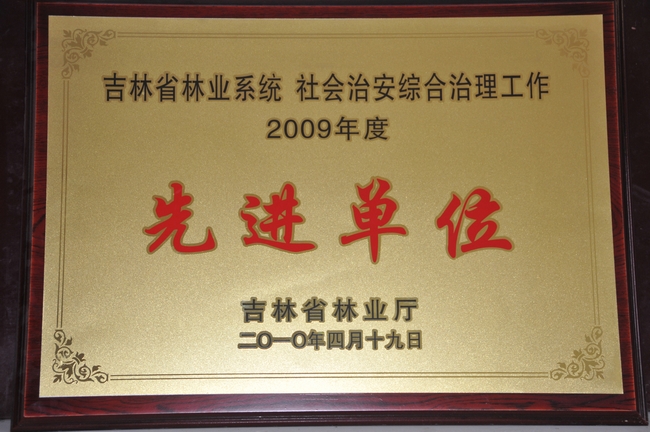 吉林省林业系统 社会治安综合治理工作
2009年度
先进单位
吉林省林业厅
二〇一〇年四月十九日